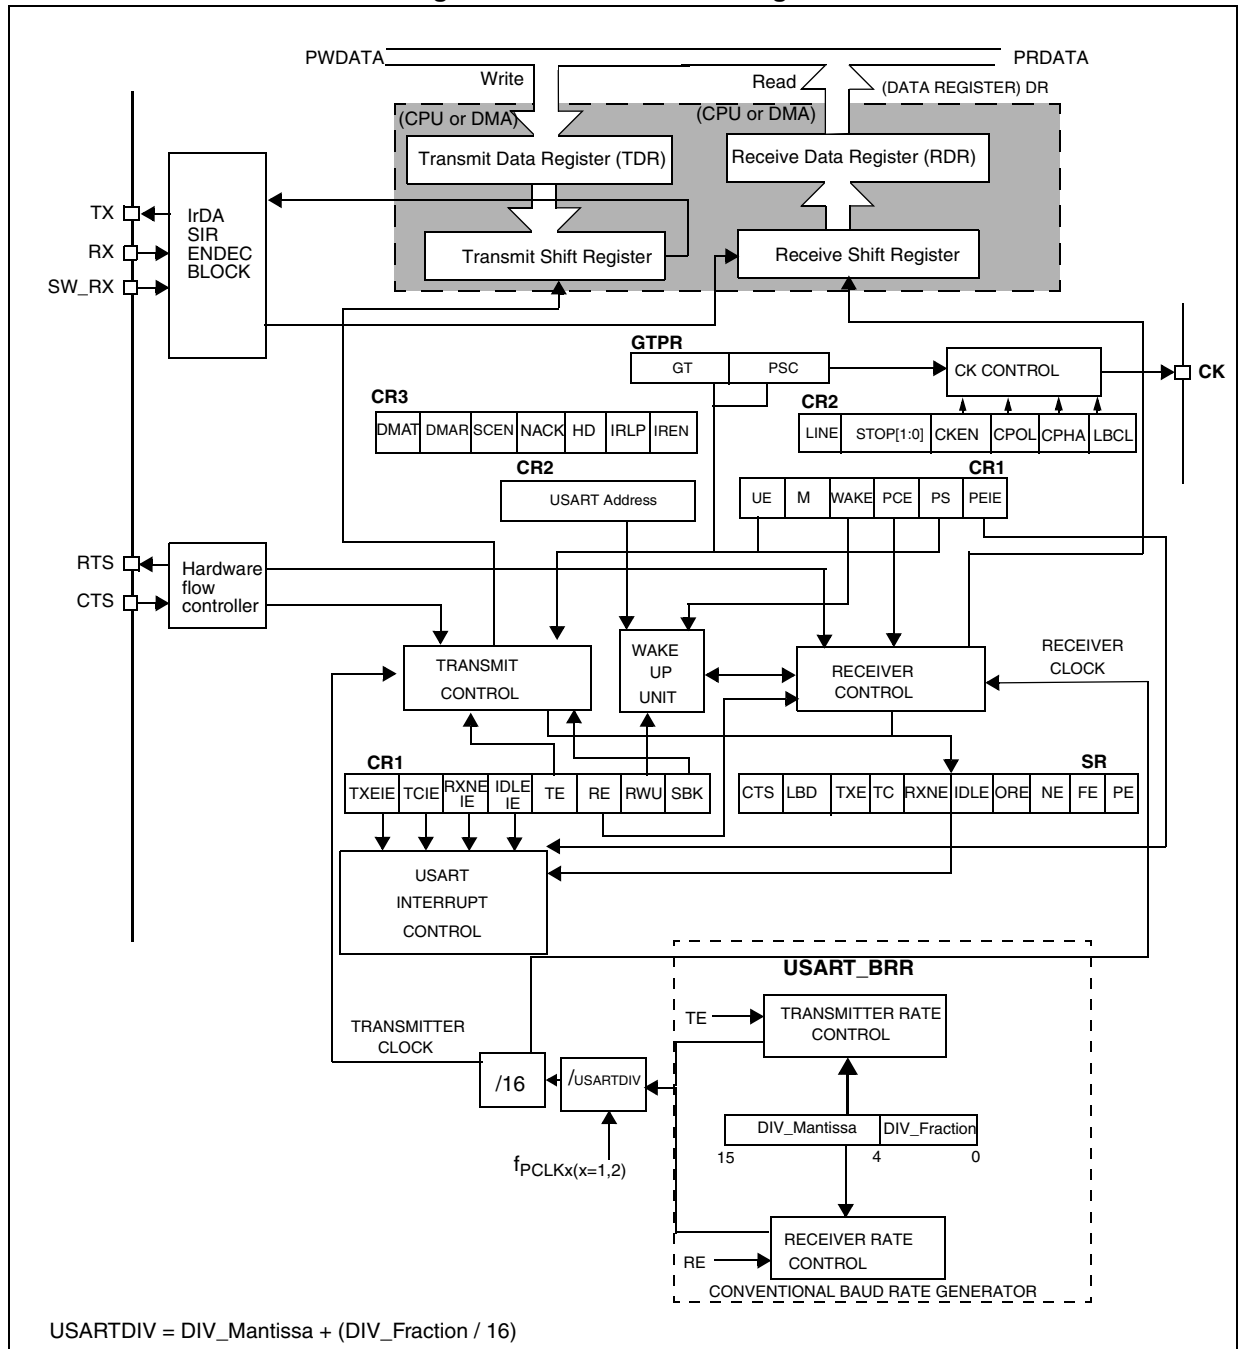 PWDATA
PRDATA
Write
Read
(DATA REGISTER) DR
(CPU or DMA)
(CPU or DMA)
Transmit Data Register (TDR)
Receive Data Register (RDR)
TX
RX
SW_RX
IrDA
SIR
ENDEC
BLOCK
Transmit Shift Register
Receive Shift Register
GTPR
GT
PSC
CK CONTROL
CK
CR3
DMAT DMAR SCEN NACK HD IRLP IREN
CR2
LINE STOP[1:0] CKEN CPOL CPHA LBCL
CR2
USART Address
CR1
UE M WAKE PCE PS PEIE
RTS
CTS
Hardware
flow
controller
TRANSMIT
CONTROL
WAKE
UP
UNIT
RECEIVER
CONTROL
RECEIVER
CLOCK
CR1
TXEIE TCIE RXNE IE IDLE IE TE RE RWU SBK
SR
CTS LBD TXE TC RXNE IDLE ORE NE FE PE
USART
INTERRUPT
CONTROL
USART_BRR
TE
TRANSMITTER RATE
CONTROL
TRANSMITTER
CLOCK
/16
/USARTDIV
fPCLKx(x=1,2)
DIV_Mantissa DIV_Fraction
15 4 0
RE
RECEIVER RATE
CONTROL
CONVENTIONAL BAUD RATE GENERATOR
USARTDIV = DIV_Mantissa + (DIV_Fraction / 16)